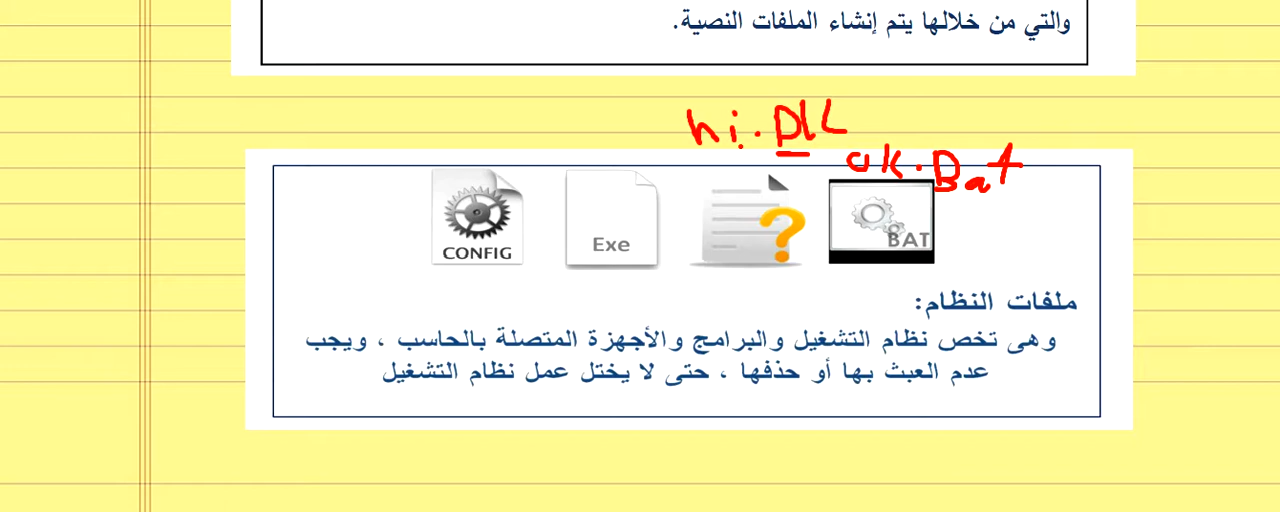 والتي من خلالها يتم إنشاء الملفات النصية.
hi.DLL
ok.Bat
CONFIG
Exe
BAT
ملفات النظام:
وهى تخص نظام التشغيل والبرامج والأجهزة المتصلة بالحاسب ، ويجب
عدم العبث بها أو حذفها ، حتى لا يختل عمل نظام التشغيل